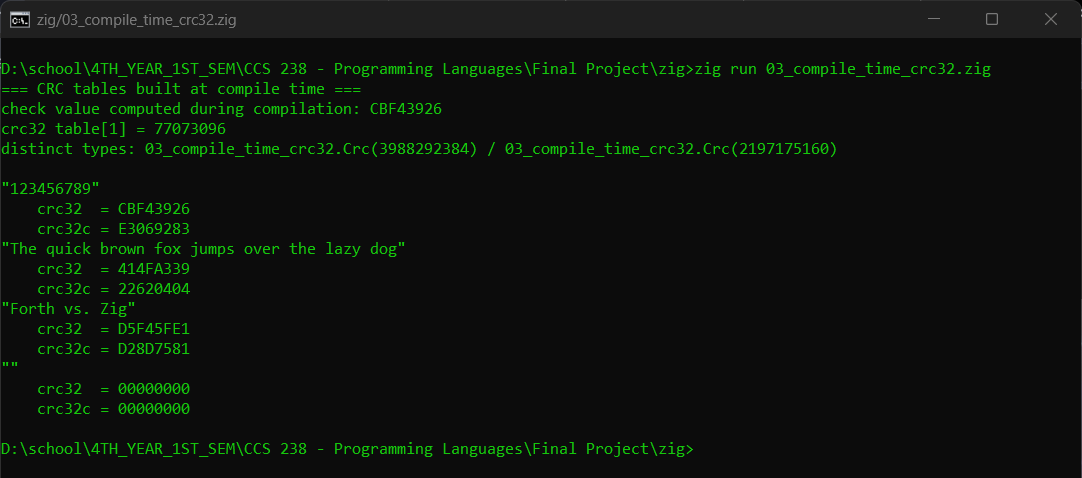 zig/03_compile_time_crc32.zig
D:\school\4TH_YEAR_1ST_SEM\CCS 238 - Programming Languages\Final Project\zig>zig run 03_compile_time_crc32.zig
=== CRC tables built at compile time ===
check value computed during compilation: CBF43926
crc32 table[1] = 77073096
distinct types: 03_compile_time_crc32.Crc(3988292384) / 03_compile_time_crc32.Crc(2197175160)

"123456789"
    crc32  = CBF43926
    crc32c = E3069283
"The quick brown fox jumps over the lazy dog"
    crc32  = 414FA339
    crc32c = 22620404
"Forth vs. Zig"
    crc32  = D5F45FE1
    crc32c = D28D7581
""
    crc32  = 00000000
    crc32c = 00000000

D:\school\4TH_YEAR_1ST_SEM\CCS 238 - Programming Languages\Final Project\zig>